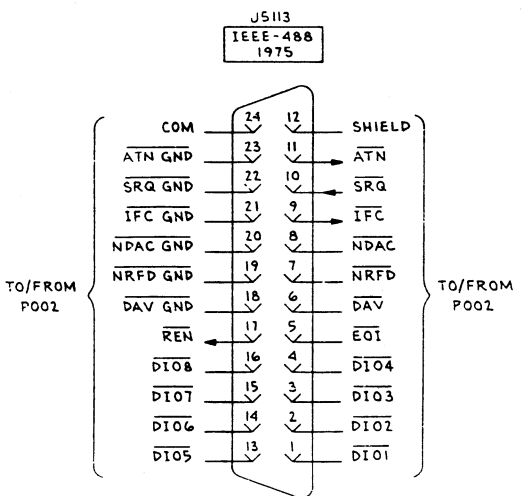 J5113
IEEE-488
1975
COM 24 12 SHIELD
ATN GND 23 11 ATN
SRQ GND 22 10 SRQ
IFC GND 21 9 IFC
NDAC GND 20 8 NDAC
NRFD GND 19 7 NRFD
DAV GND 18 6 DAV
REN 17 5 EOI
DIO8 16 4 DIO4
DIO7 15 3 DIO3
DIO6 14 2 DIO2
DIO5 13 1 DIO1
TO/FROM
P002
TO/FROM
P002